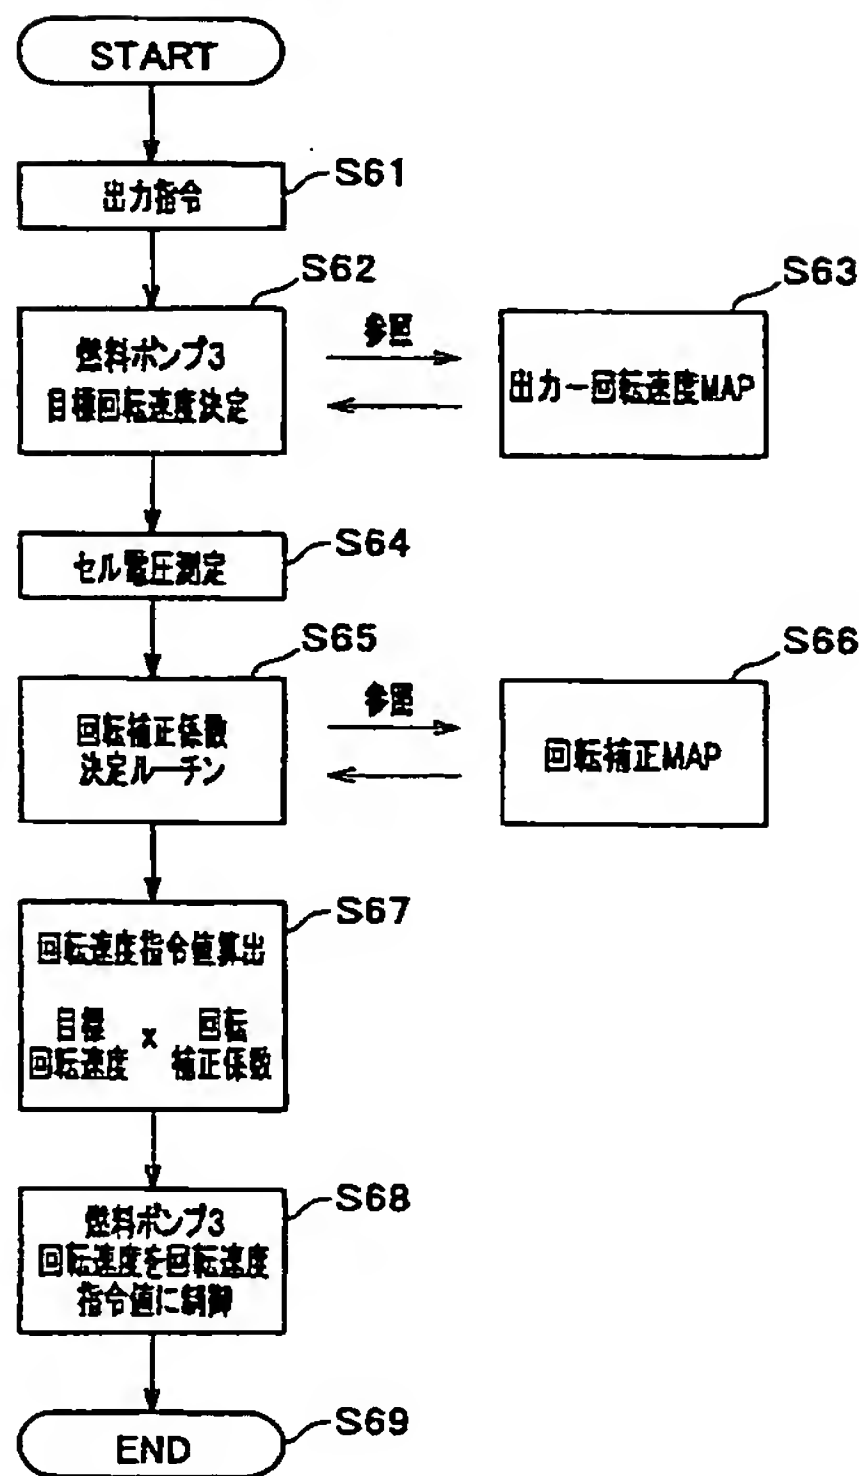 START
S61
出力指令
S62
燃料ポンプ3
目標回転速度決定
参照
S63
出力ー回転速度MAP
S64
セル電圧測定
S65
回転補正係数
決定ルーチン
参照
S66
回転補正MAP
S67
回転速度指令値算出
目標 回転
回転速度 × 補正係数
S68
燃料ポンプ3
回転速度を回転速度
指令値に制御
S69
END